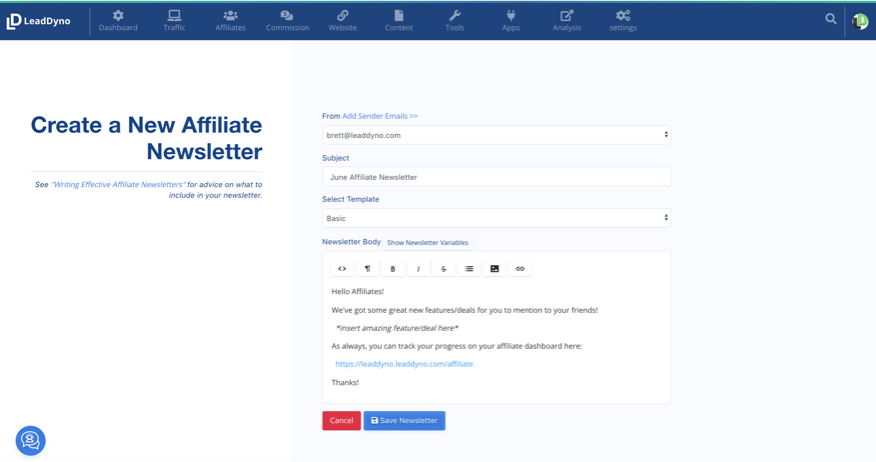 LeadDyno
Dashboard
Traffic
Affiliates
Commission
Website
Content
Tools
Apps
Analysis
settings
Create a New Affiliate
Newsletter
See "Writing Effective Affiliate Newsletters" for advice on what to
include in your newsletter.
From Add Sender Emails >>
brett@leaddyno.com
Subject
June Affiliate Newsletter
Select Template
Basic
Newsletter Body Show Newsletter Variables
<> ¶ B I S
Hello Affiliates!
We've got some great new features/deals for you to mention to your friends!
*insert amazing feature/deal here*
As always, you can track your progress on your affiliate dashboard here:
https://leaddyno.leaddyno.com/affiliate
Thanks!
Cancel
Save Newsletter